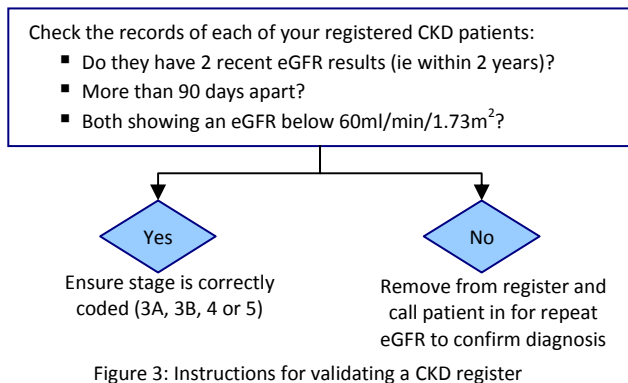 Check the records of each of your registered CKD patients:
▪ Do they have 2 recent eGFR results (ie within 2 years)?
▪ More than 90 days apart?
▪ Both showing an eGFR below 60ml/min/1.73m²?
Yes
No
Ensure stage is correctly
coded (3A, 3B, 4 or 5)
Remove from register and
call patient in for repeat
eGFR to confirm diagnosis
Figure 3: Instructions for validating a CKD register